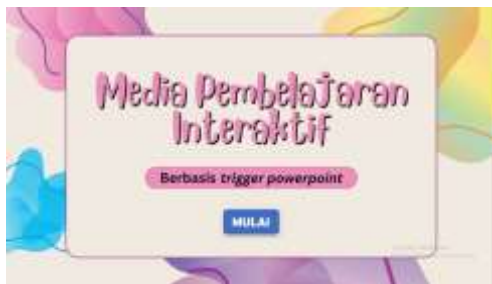 Media Pembelajaran
Interaktif
Berbasis trigger powerpoint
MULAI